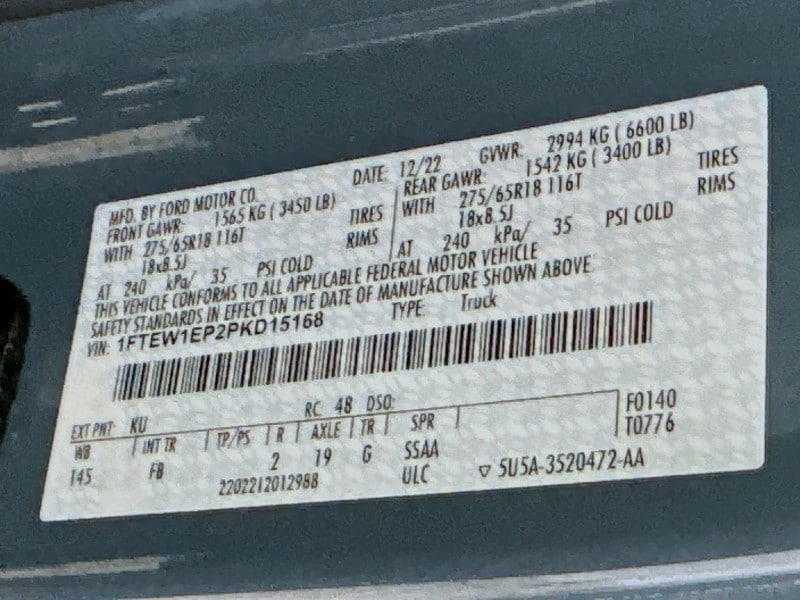 MFD. BY FORD MOTOR CO. DATE: 12/22 GVWR: 2994 KG ( 6600 LB)
FRONT GAWR: 1565 KG ( 3450 LB) REAR GAWR: 1542 KG ( 3400 LB)
WITH 275/65R18 116T TIRES WITH 275/65R18 116T TIRES
18x8.5J RIMS 18x8.5J RIMS
AT 240 kPa/ 35 PSI COLD AT 240 kPa/ 35 PSI COLD
THIS VEHICLE CONFORMS TO ALL APPLICABLE FEDERAL MOTOR VEHICLE
SAFETY STANDARDS IN EFFECT ON THE DATE OF MANUFACTURE SHOWN ABOVE
VIN: 1FTEW1EP2PKD15168 TYPE: Truck
EXT PNT: KU RC: 48 DSO: F0140
WB INT TR TP/PS R AXLE TR SPR T0776
145 FB 2 19 G SSAA
2202212012988 ULC ▽ 5U5A-3520472-AA